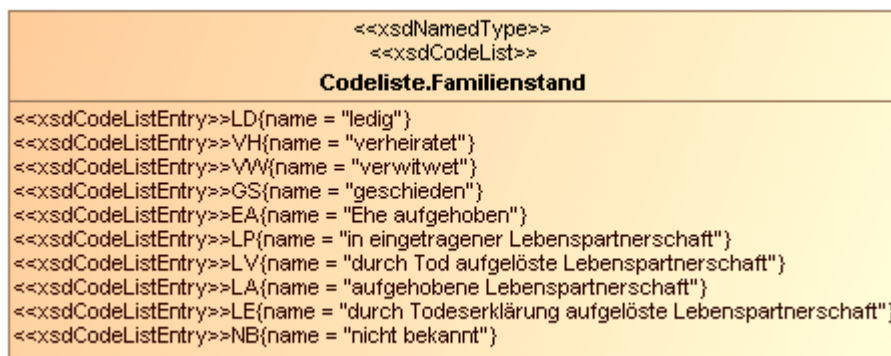 <<xsdNamedType>>
<<xsdCodeList>>
Codeliste.Familienstand
<<xsdCodeListEntry>>LD{name = "ledig"}
<<xsdCodeListEntry>>VH{name = "verheiratet"}
<<xsdCodeListEntry>>VW{name = "verwitwet"}
<<xsdCodeListEntry>>GS{name = "geschieden"}
<<xsdCodeListEntry>>EA{name = "Ehe aufgehoben"}
<<xsdCodeListEntry>>LP{name = "in eingetragener Lebenspartnerschaft"}
<<xsdCodeListEntry>>LV{name = "durch Tod aufgelöste Lebenspartnerschaft"}
<<xsdCodeListEntry>>LA{name = "aufgehobene Lebenspartnerschaft"}
<<xsdCodeListEntry>>LE{name = "durch Todeserklärung aufgelöste Lebenspartnerschaft"}
<<xsdCodeListEntry>>NB{name = "nicht bekannt"}